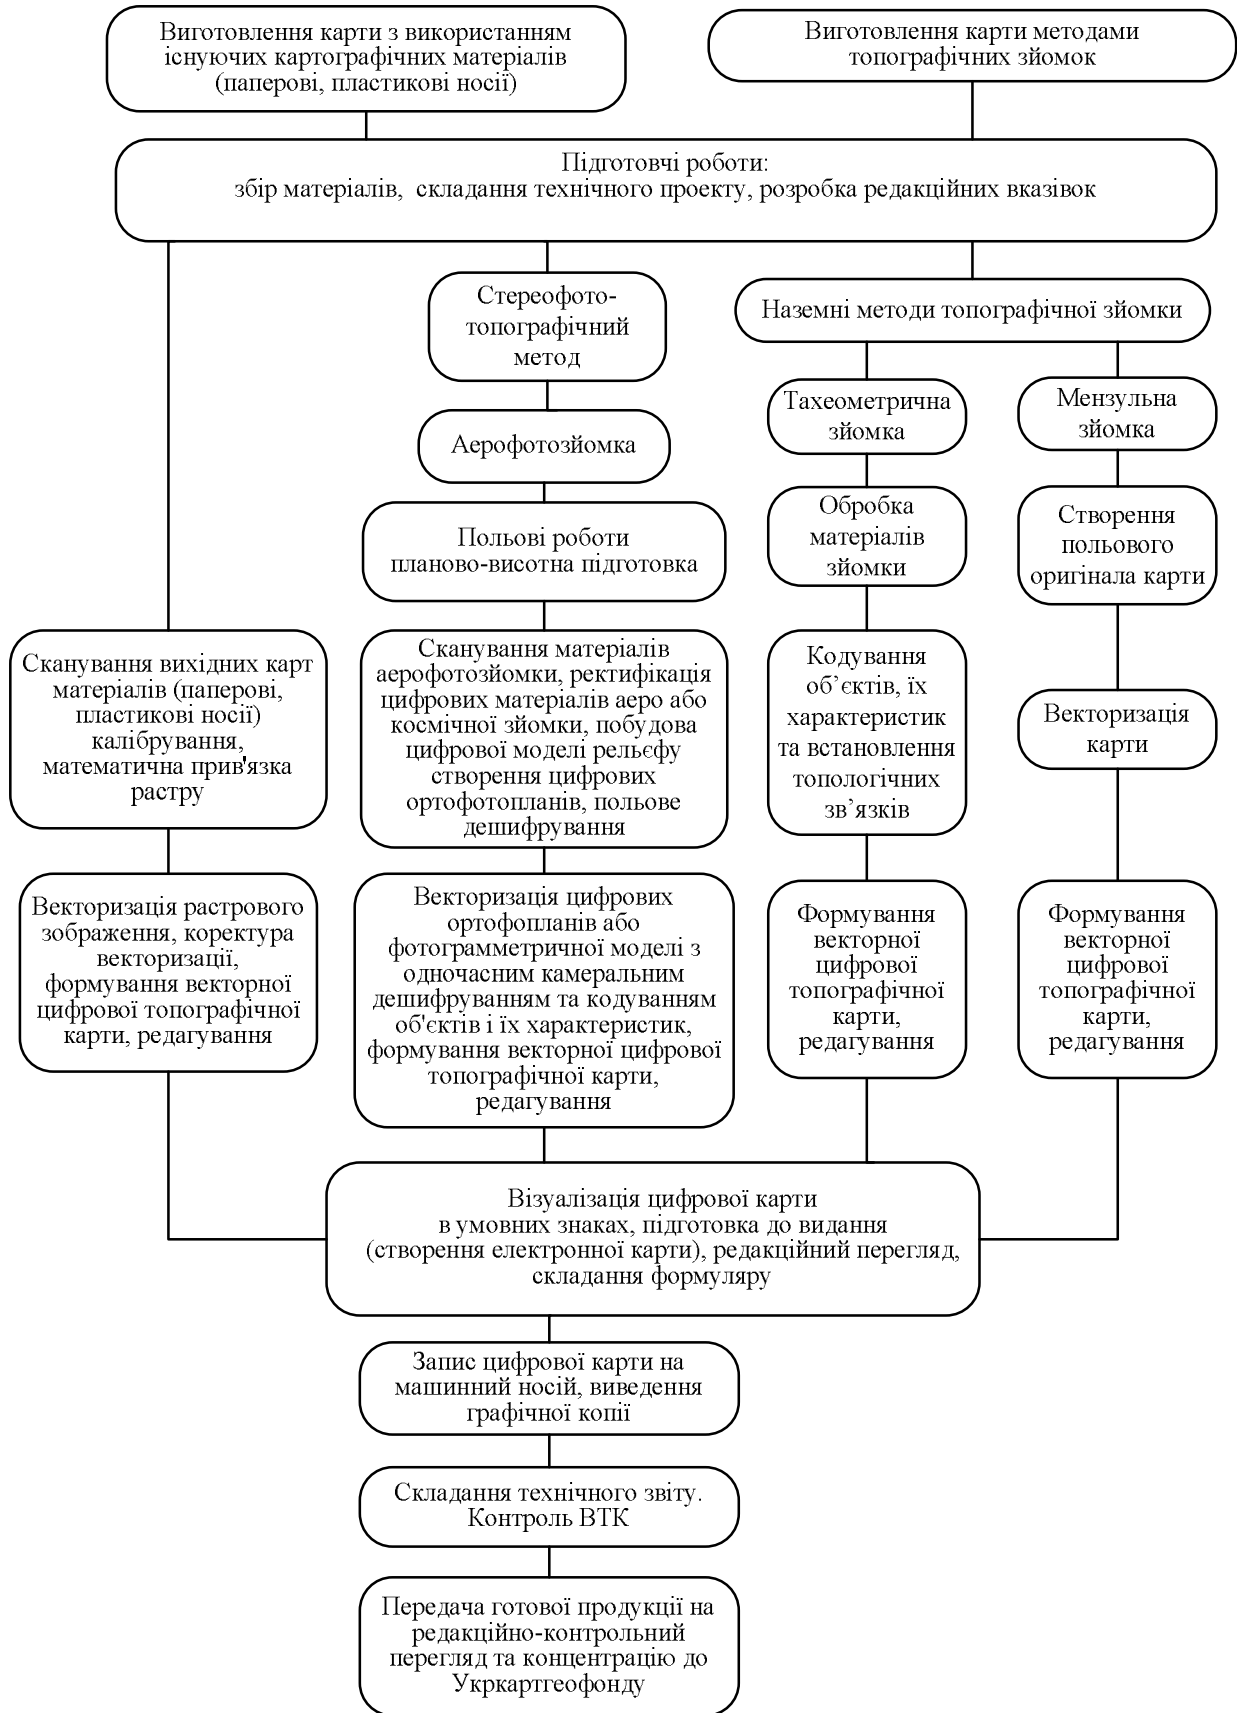 Виготовлення карти з використанням
існуючих картографічних матеріалів
(паперові, пластикові носії)
Виготовлення карти методами
топографічних зйомок
Підготовчі роботи:
збір матеріалів, складання технічного проекту, розробка редакційних вказівок
Стереофото-
топографічний
метод
Наземні методи топографічної зйомки
Аерофотозйомка
Тахеометрична
зйомка
Мензульна
зйомка
Польові роботи
планово-висотна підготовка
Обробка
матеріалів
зйомки
Створення
польового
оригінала карти
Сканування вихідних карт
матеріалів (паперові,
пластикові носії)
калібрування,
математична прив'язка
растру
Сканування матеріалів
аерофотозйомки, ректифікація
цифрових матеріалів аеро або
космічної зйомки, побудова
цифрової моделі рельєфу
створення цифрових
ортофотопланів, польове
дешифрування
Кодування
об’єктів, їх
характеристик
та встановлення
топологічних
зв’язків
Векторизація
карти
Векторизація растрового
зображення, коректура
векторизації,
формування векторної
цифрової топографічної
карти, редагування
Векторизація цифрових
ортофопланів або
фотограмметричної моделі з
одночасним камеральним
дешифруванням та кодуванням
об'єктів і їх характеристик,
формування векторної цифрової
топографічної карти,
редагування
Формування
векторної
цифрової
топографічної
карти,
редагування
Формування
векторної
цифрової
топографічної
карти,
редагування
Візуалізація цифрової карти
в умовних знаках, підготовка до видання
(створення електронної карти), редакційний перегляд,
складання формуляру
Запис цифрової карти на
машинний носій, виведення
графічної копії
Складання технічного звіту.
Контроль ВТК
Передача готової продукції на
редакційно-контрольний
перегляд та концентрацію до
Укркартгеофонду